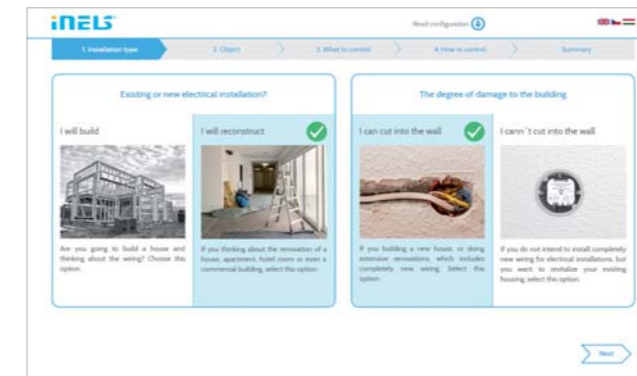 iNELS
Read configuration
1. Installation type
2. Object
3. What to control
4. How to control
Summary
Existing or new electrical installation?
I will build
Are you going to build a house and
thinking about the wiring? Choose this
option.
I will reconstruct
If you thinking about the renovation of a
house, apartment, hotel room or even a
commercial building, select this option.
The degree of damage to the building
I can cut into the wall
If you building a new house, or doing
extensive renovations, which includes
completely new wiring. Select this
option.
I cann`t cut into the wall
If you do not intend to install completely
new wiring for electrical installations, but
you want to revitalize your existing
housing, select this option.
Next